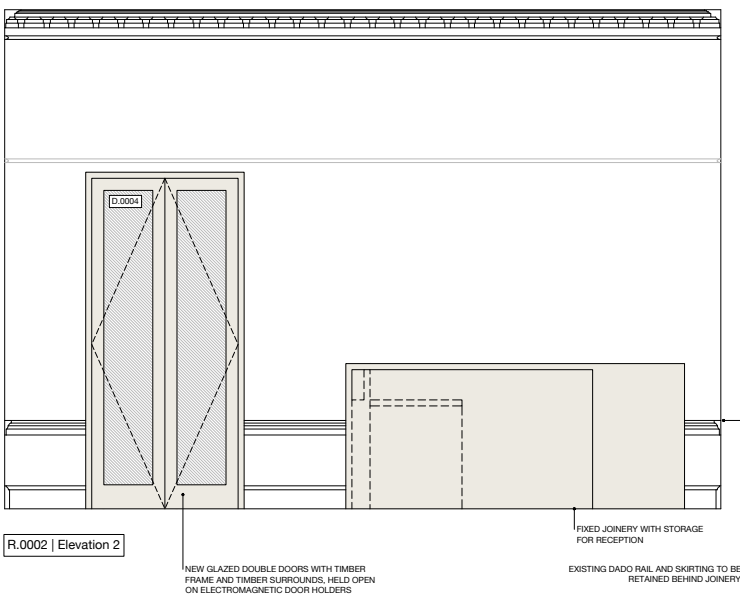 D.0004
R.0002 | Elevation 2
FIXED JOINERY WITH STORAGE
FOR RECEPTION
NEW GLAZED DOUBLE DOORS WITH TIMBER
FRAME AND TIMBER SURROUNDS, HELD OPEN
ON ELECTROMAGNETIC DOOR HOLDERS
EXISTING DADO RAIL AND SKIRTING TO BE
RETAINED BEHIND JOINERY